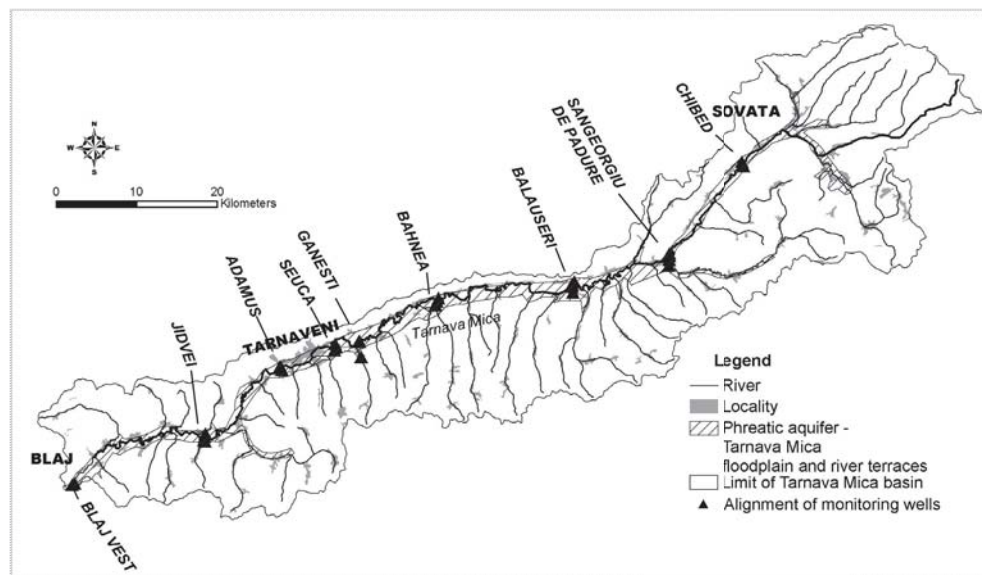 SOVATA
CHIBED
SANGEORGIU
DE PADURE
BALAUSERI
BAHNEA
GANESTI
SEUCA
ADAMUS
TARNAVENI
JIDVEI
BLAJ
BLAJ VEST
Tarnava Mica
N
W E
S
0 10 20
Kilometers
Legend
River
Locality
Phreatic aquifer -
Tarnava Mica
floodplain and river terraces
Limit of Tarnava Mica basin
Alignment of monitoring wells